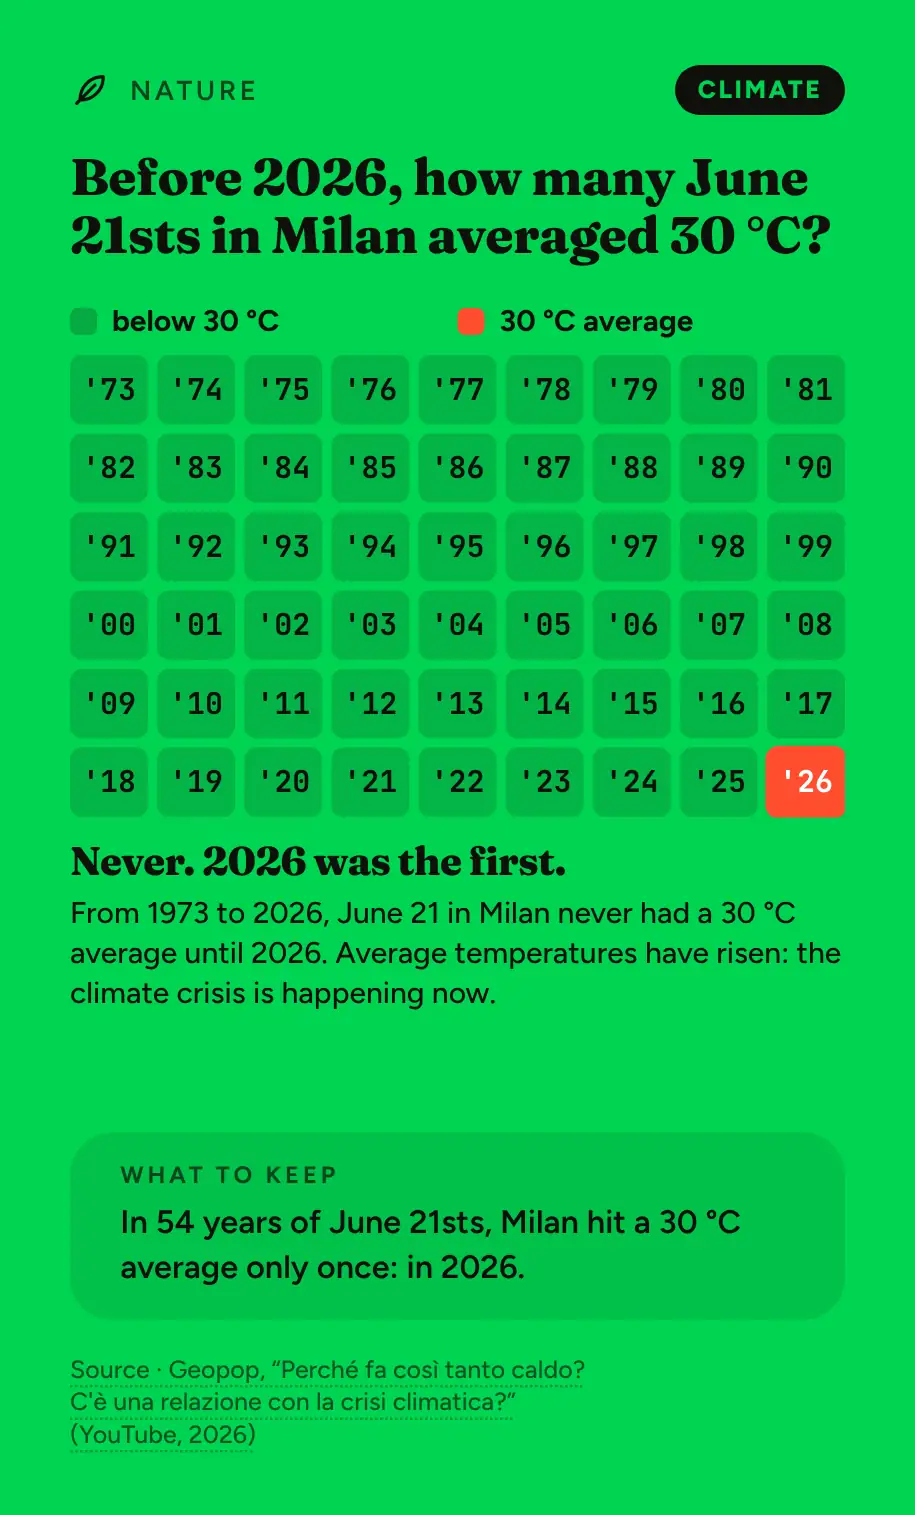 NATURE
CLIMATE
Before 2026, how many June
21sts in Milan averaged 30 °C?
below 30 °C
30 °C average
'73 '74 '75 '76 '77 '78 '79 '80 '81
'82 '83 '84 '85 '86 '87 '88 '89 '90
'91 '92 '93 '94 '95 '96 '97 '98 '99
'00 '01 '02 '03 '04 '05 '06 '07 '08
'09 '10 '11 '12 '13 '14 '15 '16 '17
'18 '19 '20 '21 '22 '23 '24 '25 '26
Never. 2026 was the first.
From 1973 to 2026, June 21 in Milan never had a 30 °C
average until 2026. Average temperatures have risen: the
climate crisis is happening now.
WHAT TO KEEP
In 54 years of June 21sts, Milan hit a 30 °C
average only once: in 2026.
Source · Geopop, “Perché fa così tanto caldo?
C'è una relazione con la crisi climatica?”
(YouTube, 2026)